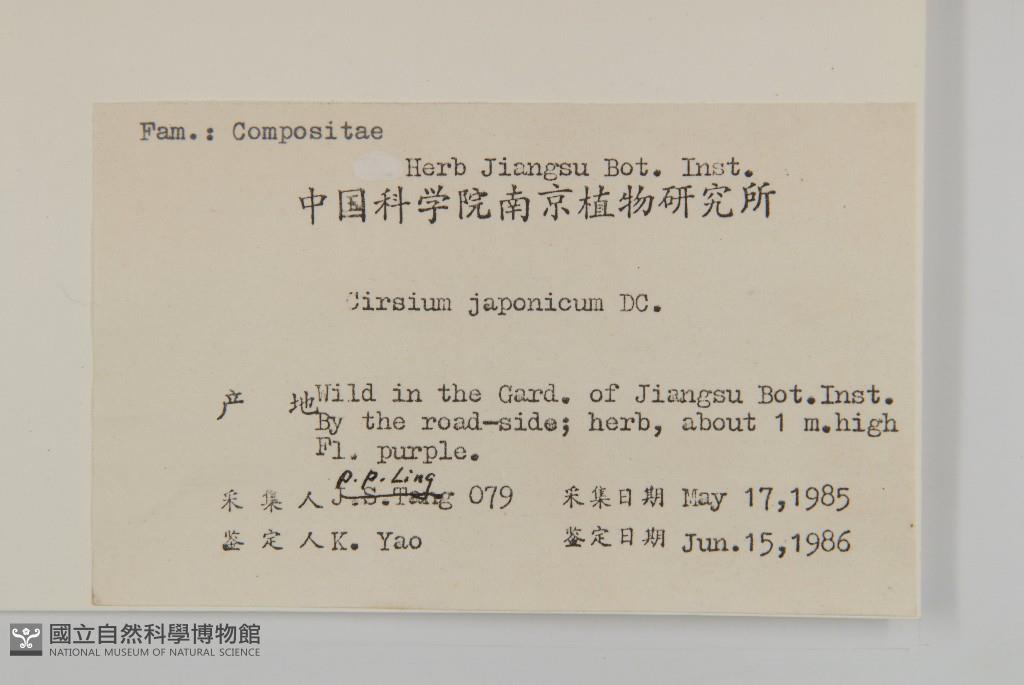 Fam.: Compositae
Herb Jiangsu Bot. Inst.
中国科学院南京植物研究所
Cirsium japonicum DC.
产 地 Wild in the Gard. of Jiangsu Bot.Inst.
By the road-side; herb, about 1 m.high
Fl. purple.
P.P.Ling
采 集 人 J.S.Tang 079 采集日期 May 17,1985
鉴 定 人 K. Yao 鉴定日期 Jun.15,1986
國立自然科學博物館
NATIONAL MUSEUM OF NATURAL SCIENCE